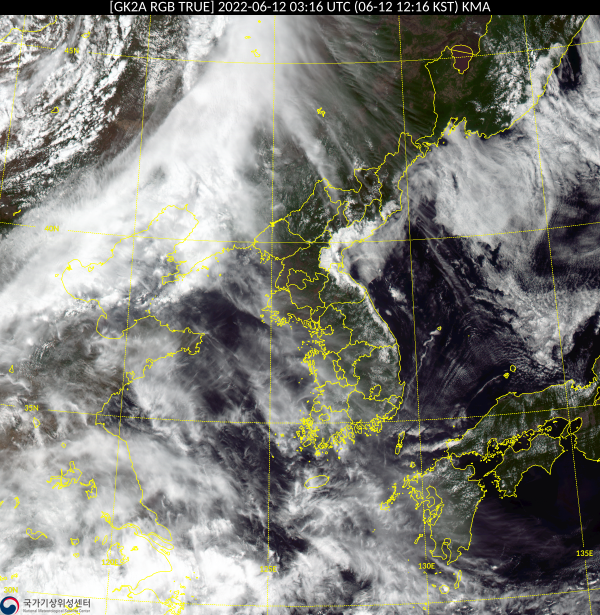 [GK2A RGB TRUE] 2022-06-12 03:16 UTC (06-12 12:16 KST) KMA
35N
130E
135E
국가기상위성센터
National Meteorological Satellite Center